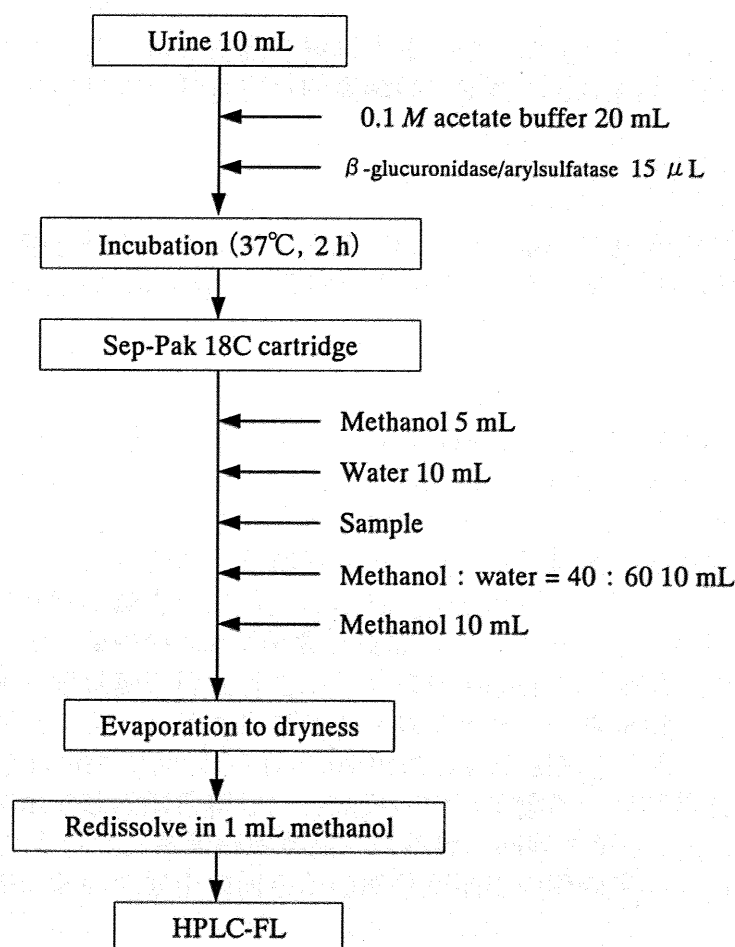 Urine 10 mL
0.1 M acetate buffer 20 mL
β-glucuronidase/arylsulfatase 15 μL
Incubation (37℃, 2 h)
Sep-Pak 18C cartridge
Methanol 5 mL
Water 10 mL
Sample
Methanol : water = 40 : 60 10 mL
Methanol 10 mL
Evaporation to dryness
Redissolve in 1 mL methanol
HPLC-FL